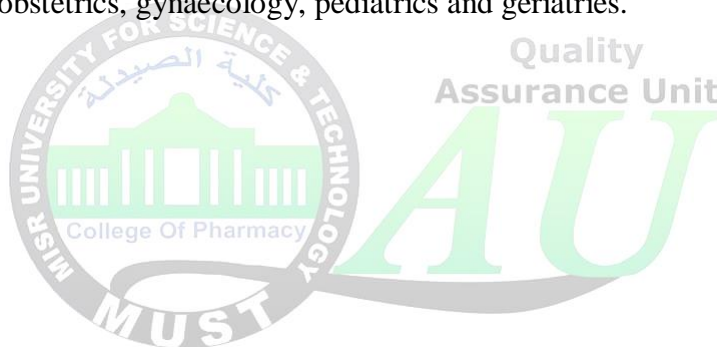 obstetrics, gynaecology, pediatrics and geriatries.
Quality
Assurance Unit
AU
MISR UNIVERSITY FOR SCIENCE & TECHNOLOGY
كلية الصيدلة
College Of Pharmacy
MUST